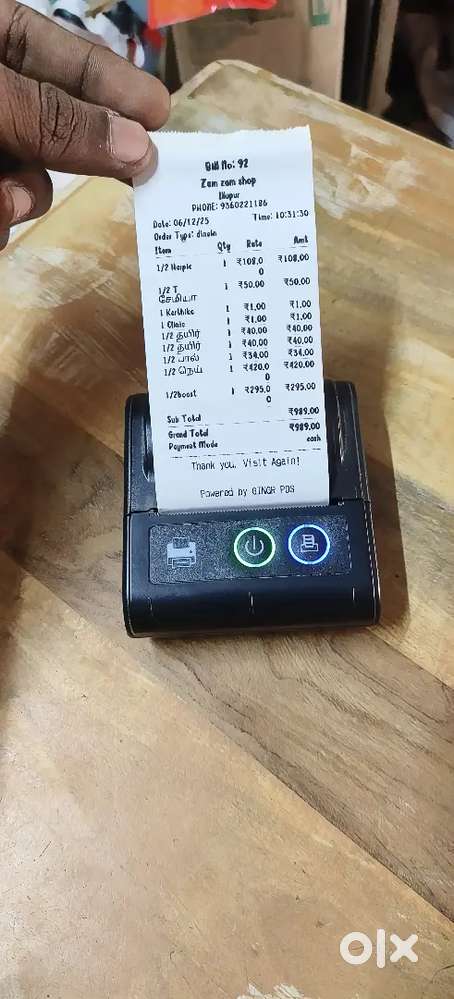 Bill No: 92
Zam zam shop
Ilupur
PHONE: 9360221186
Date: 06/12/25 Time: 10:31:30
Order Type: dinein
Item Qty Rate Amt
1/2 Harpic 1 ₹108.0 ₹108.00
0
1/2 T 1 ₹50.00 ₹50.00
சேமியா
1 Karthika 1 ₹1.00 ₹1.00
1 Clinic 1 ₹1.00 ₹1.00
1/2 தயிர் 1 ₹40.00 ₹40.00
1/2 தயிர் 1 ₹40.00 ₹40.00
1/2 பால் 1 ₹34.00 ₹34.00
1/2 நெய் 1 ₹420.0 ₹420.00
0
1/2boost 1 ₹295.0 ₹295.00
0
Sub Total ₹989.00
Grand Total ₹989.00
Payment Mode cash
Thank you, Visit Again!
Powered by GINGR POS
olx